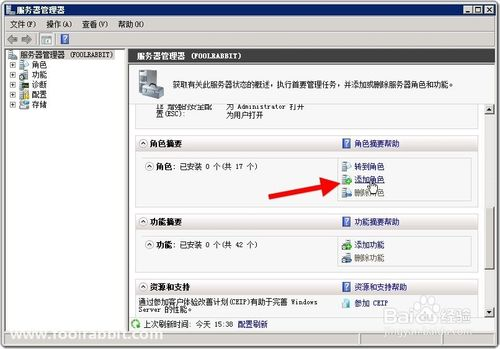 服务器管理器 (FOOLRABBIT)
文件(F) 操作(A) 查看(V) 帮助(H)
服务器管理器 (FOOLRABBIT)
角色
功能
诊断
配置
存储
服务器管理器 (FOOLRABBIT)
获取有关此服务器状态的概述，执行首要管理任务，并添加或删除服务器角色和功能。
IE 增强的安全配置(ESC):
为 Administrator 打开
为用户打开
角色摘要
角色摘要帮助
角色: 已安装 0 个(共 17 个)
转到角色
添加角色
删除角色
功能摘要
功能摘要帮助
功能: 已安装 0 个(共 42 个)
添加功能
删除功能
资源和支持
资源和支持帮助
通过参加客户体验改善计划(CEIP)有助于完善 Windows
Server 的性能。
参加 CEIP
上次刷新时间: 今天 15:38 配置刷新
www.foolrabbit.com
Baidu 经验
jingyan.baidu.com